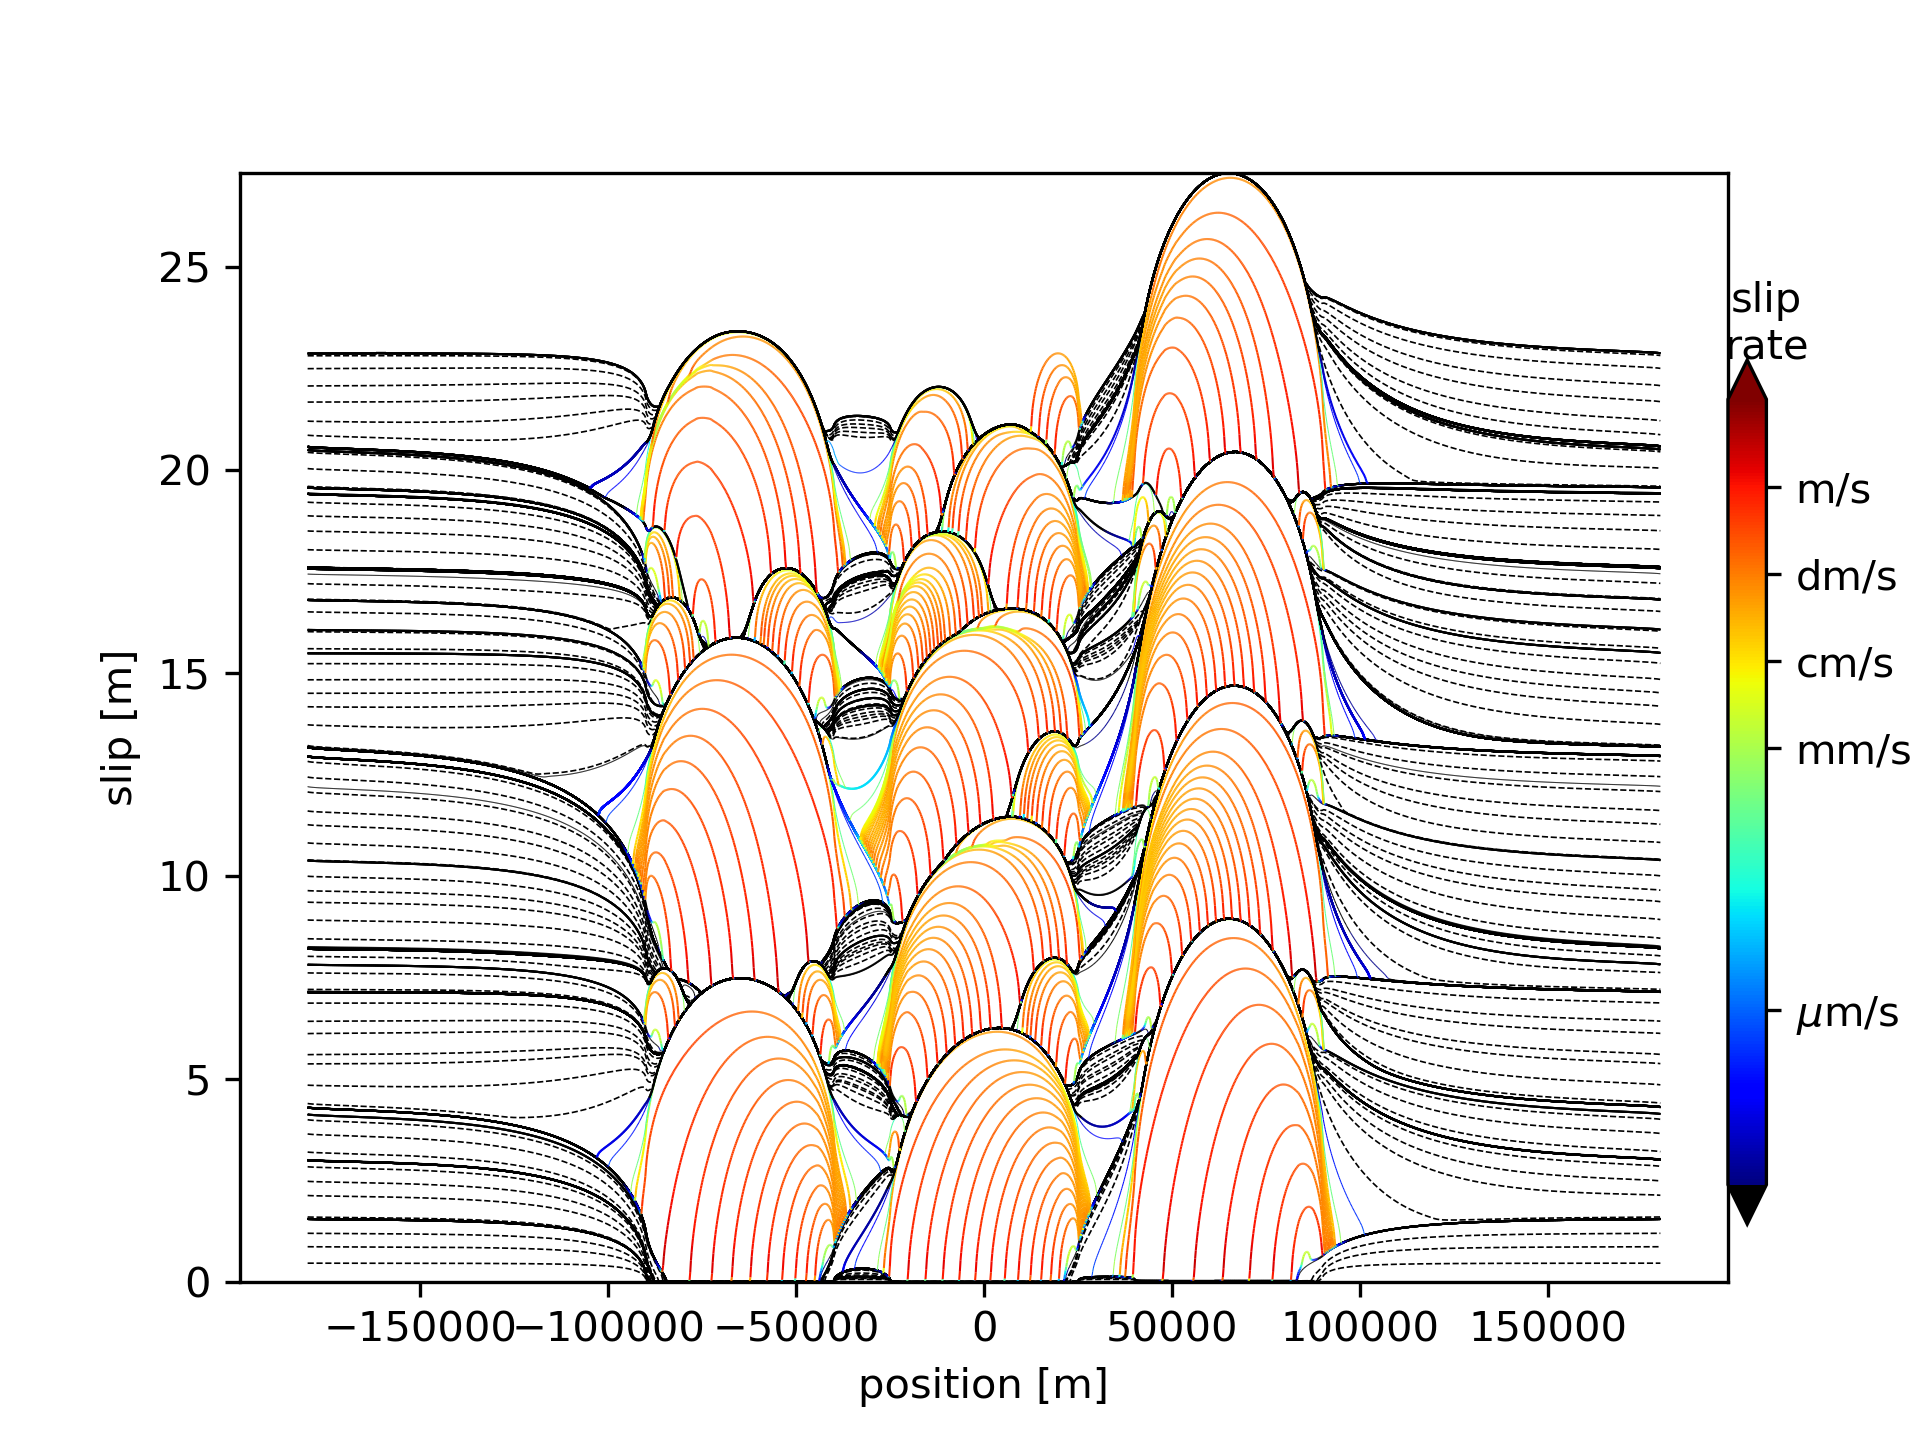 25
20
15
10
5
0
slip [m]
−150000
−100000
−50000
0
50000
100000
150000
position [m]
slip
rate
m/s
dm/s
cm/s
mm/s
μm/s